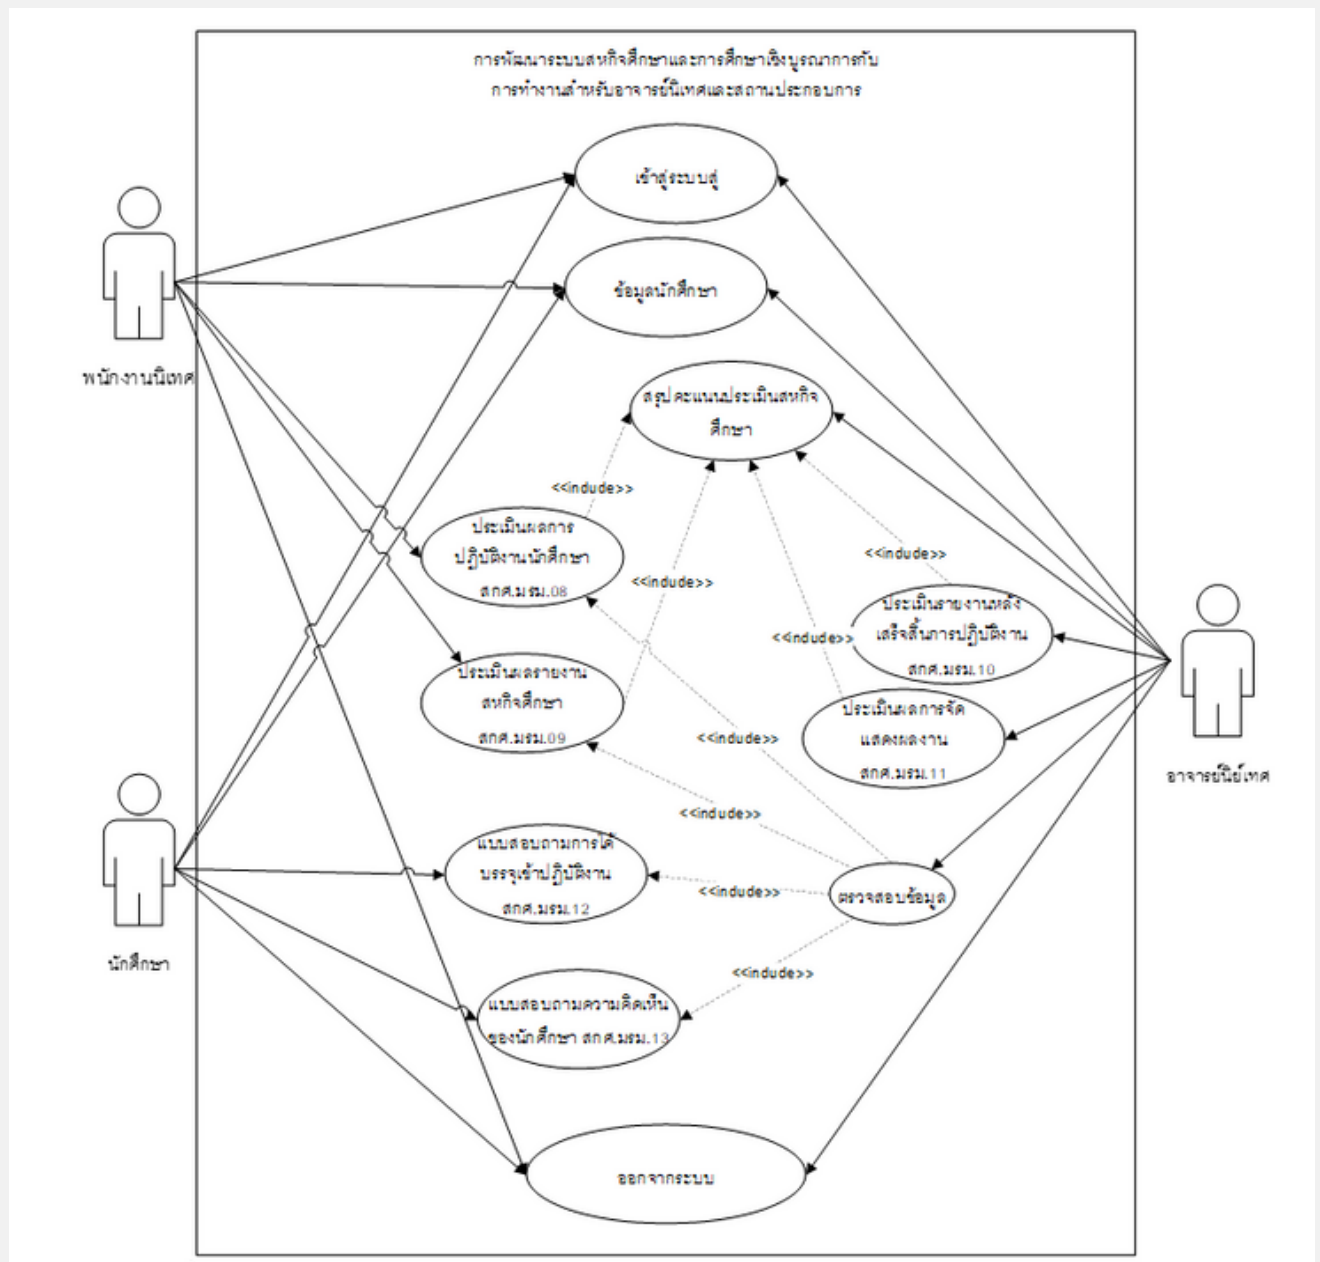 การพัฒนาระบบสหกิจศึกษาและการศึกษาเชิงบูรณาการกับ
การทำงานสำหรับอาจารย์นิเทศและสถานประกอบการ
เข้าสู่ระบบสู่
ข้อมูลนักศึกษา
พนักงานนิเทศ
สรุปคะแนนประเมินสหกิจ
ศึกษา
<<include>>
ประเมินผลการ
ปฏิบัติงานนักศึกษา
สกศ.มรม.08
<<include>>
<<include>>
ประเมินรายงานหลัง
เสร็จสิ้นการปฏิบัติงาน
สกศ.มรม.10
<<include>>
ประเมินผลรายงาน
สหกิจศึกษา
สกศ.มรม.09
ประเมินผลการจัด
แสดงผลงาน
สกศ.มรม.11
<<include>>
อาจารย์นิย์เทศ
<<include>>
แบบสอบถามการได้
บรรจุเข้าปฏิบัติงาน
สกศ.มรม.12
<<include>>
ตรวจสอบข้อมูล
นักศึกษา
<<include>>
แบบสอบถามความคิดเห็น
ของนักศึกษา สกศ.มรม.13
ออกจากระบบ